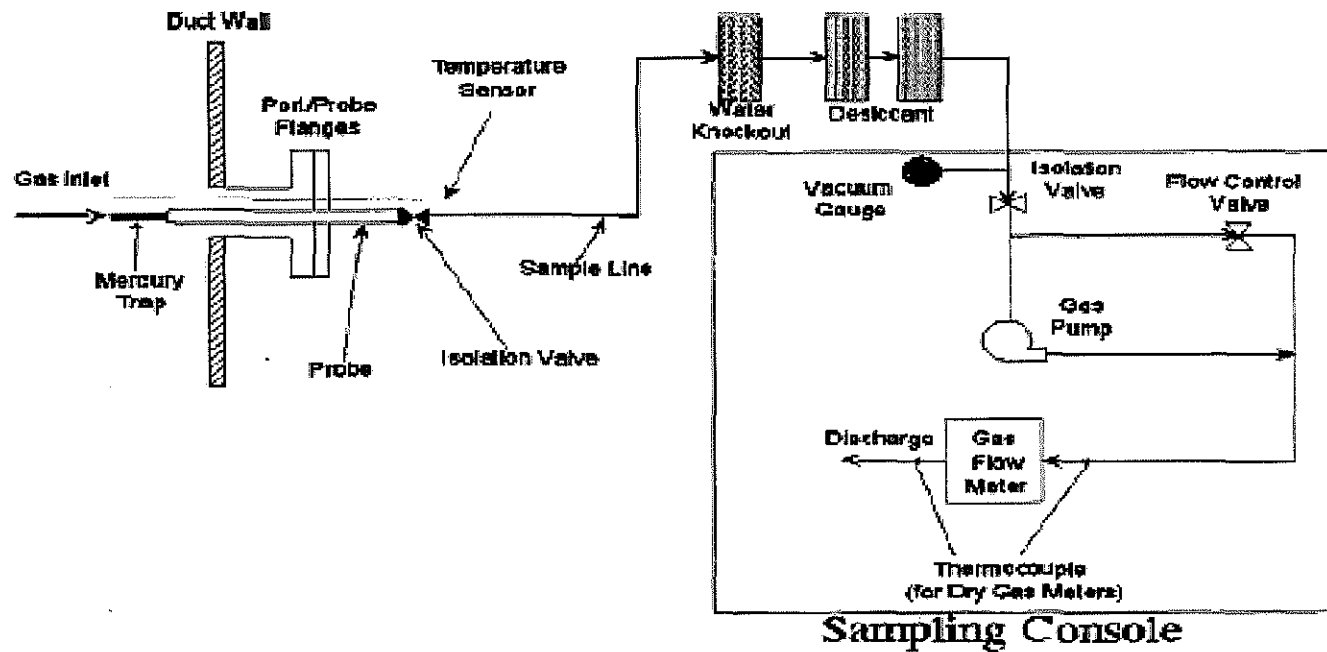 Duct Wall
Temperature
Sensor
Port/Probe
Flanges
Gas Inlet
Mercury
Trap
Probe
Isolation Valve
Sample Line
Water
Knockout
Desiccant
Vacuum
Gauge
Isolation
Valve
Flow Control
Valve
Gas
Pump
Discharge
Gas
Flow
Meter
Thermocouple
(for Dry Gas Meters)
Sampling Console